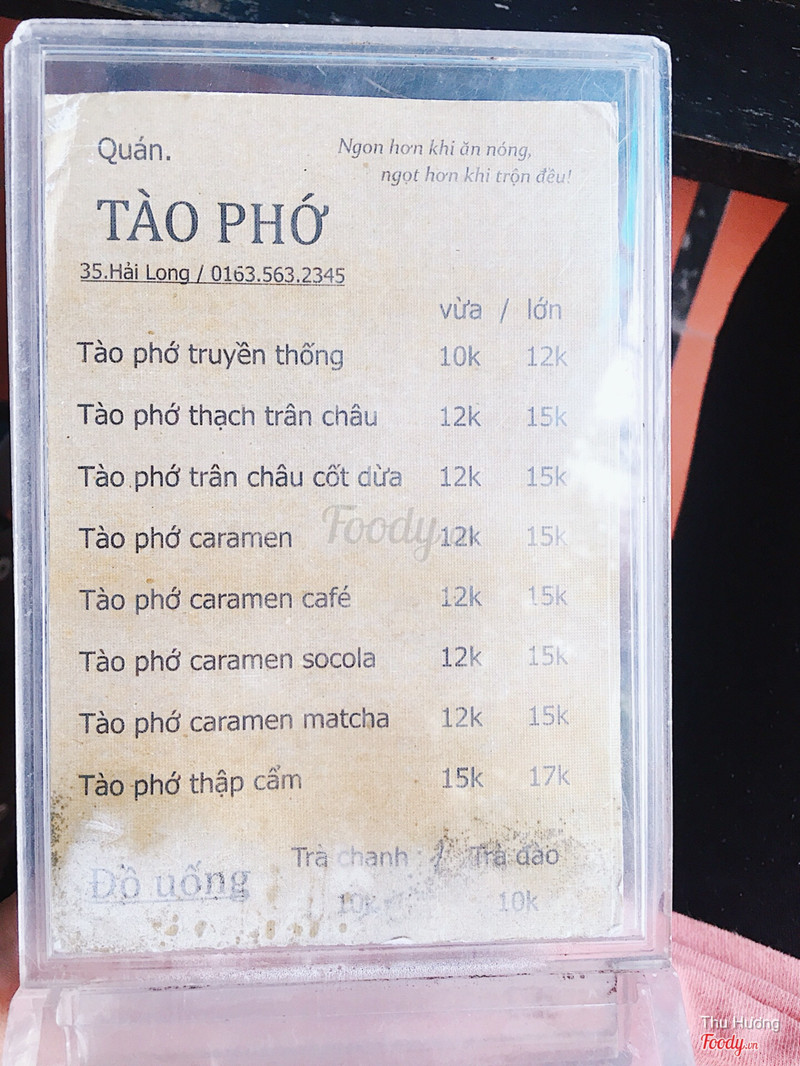 Quán.
Ngon hơn khi ăn nóng,
ngọt hơn khi trộn đều!
TÀO PHỚ
35.Hải Long / 0163.563.2345
vừa / lớn
Tào phớ truyền thống 10k 12k
Tào phớ thạch trân châu 12k 15k
Tào phớ trân châu cốt dừa 12k 15k
Tào phớ caramen 12k 15k
Tào phớ caramen café 12k 15k
Tào phớ caramen socola 12k 15k
Tào phớ caramen matcha 12k 15k
Tào phớ thập cẩm 15k 17k
Trà chanh / Trà đào
Đồ uống
10k 10k
Foody.vn
Thu Hương
Foody.vn